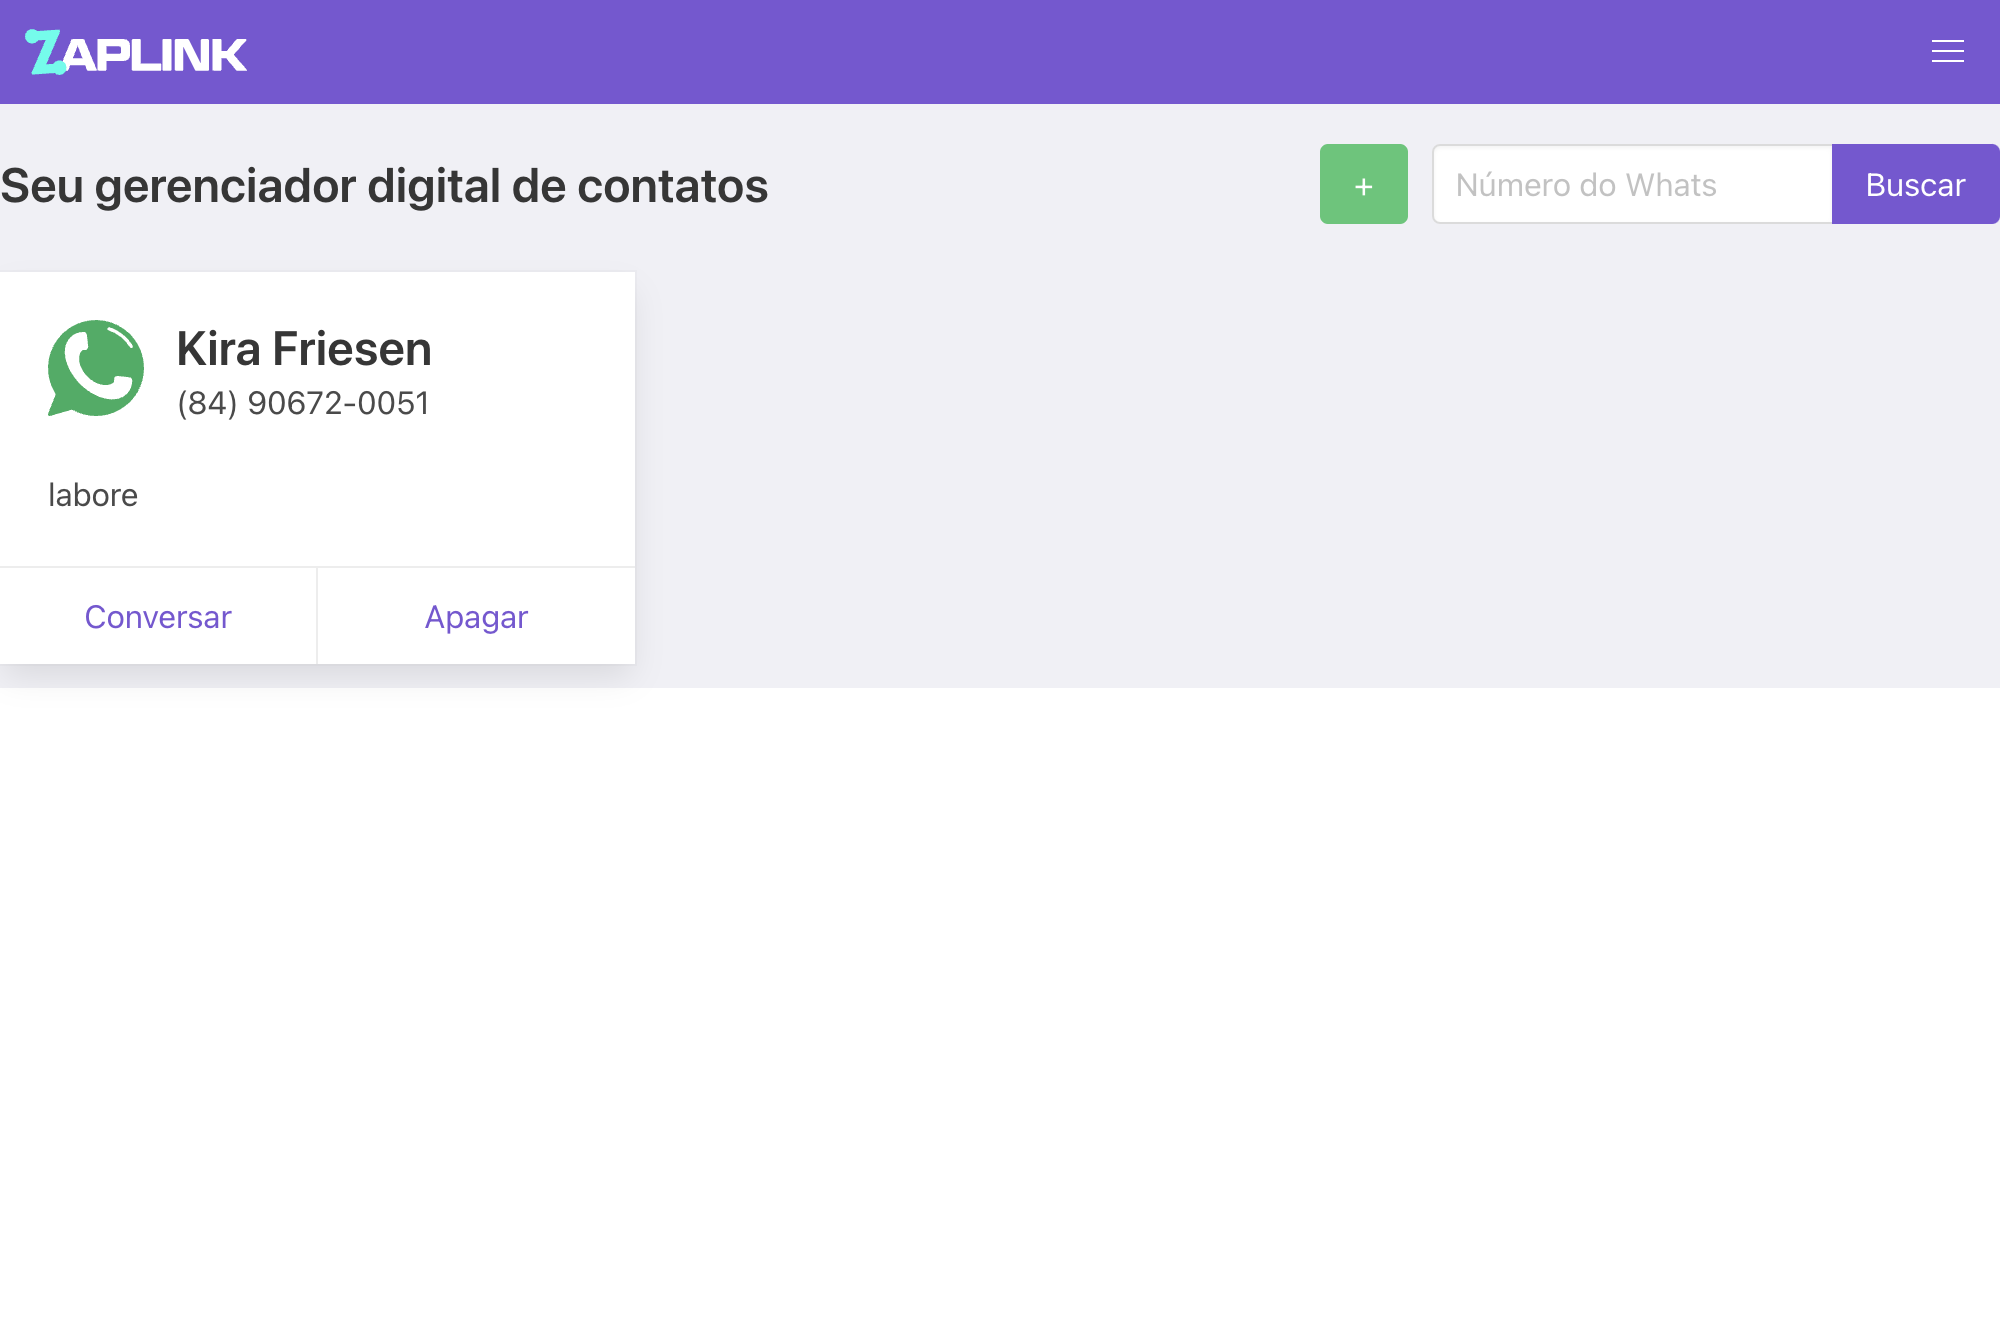 ZAPLINK
Seu gerenciador digital de contatos
+
Número do Whats
Buscar
Kira Friesen
(84) 90672-0051
labore
Conversar
Apagar